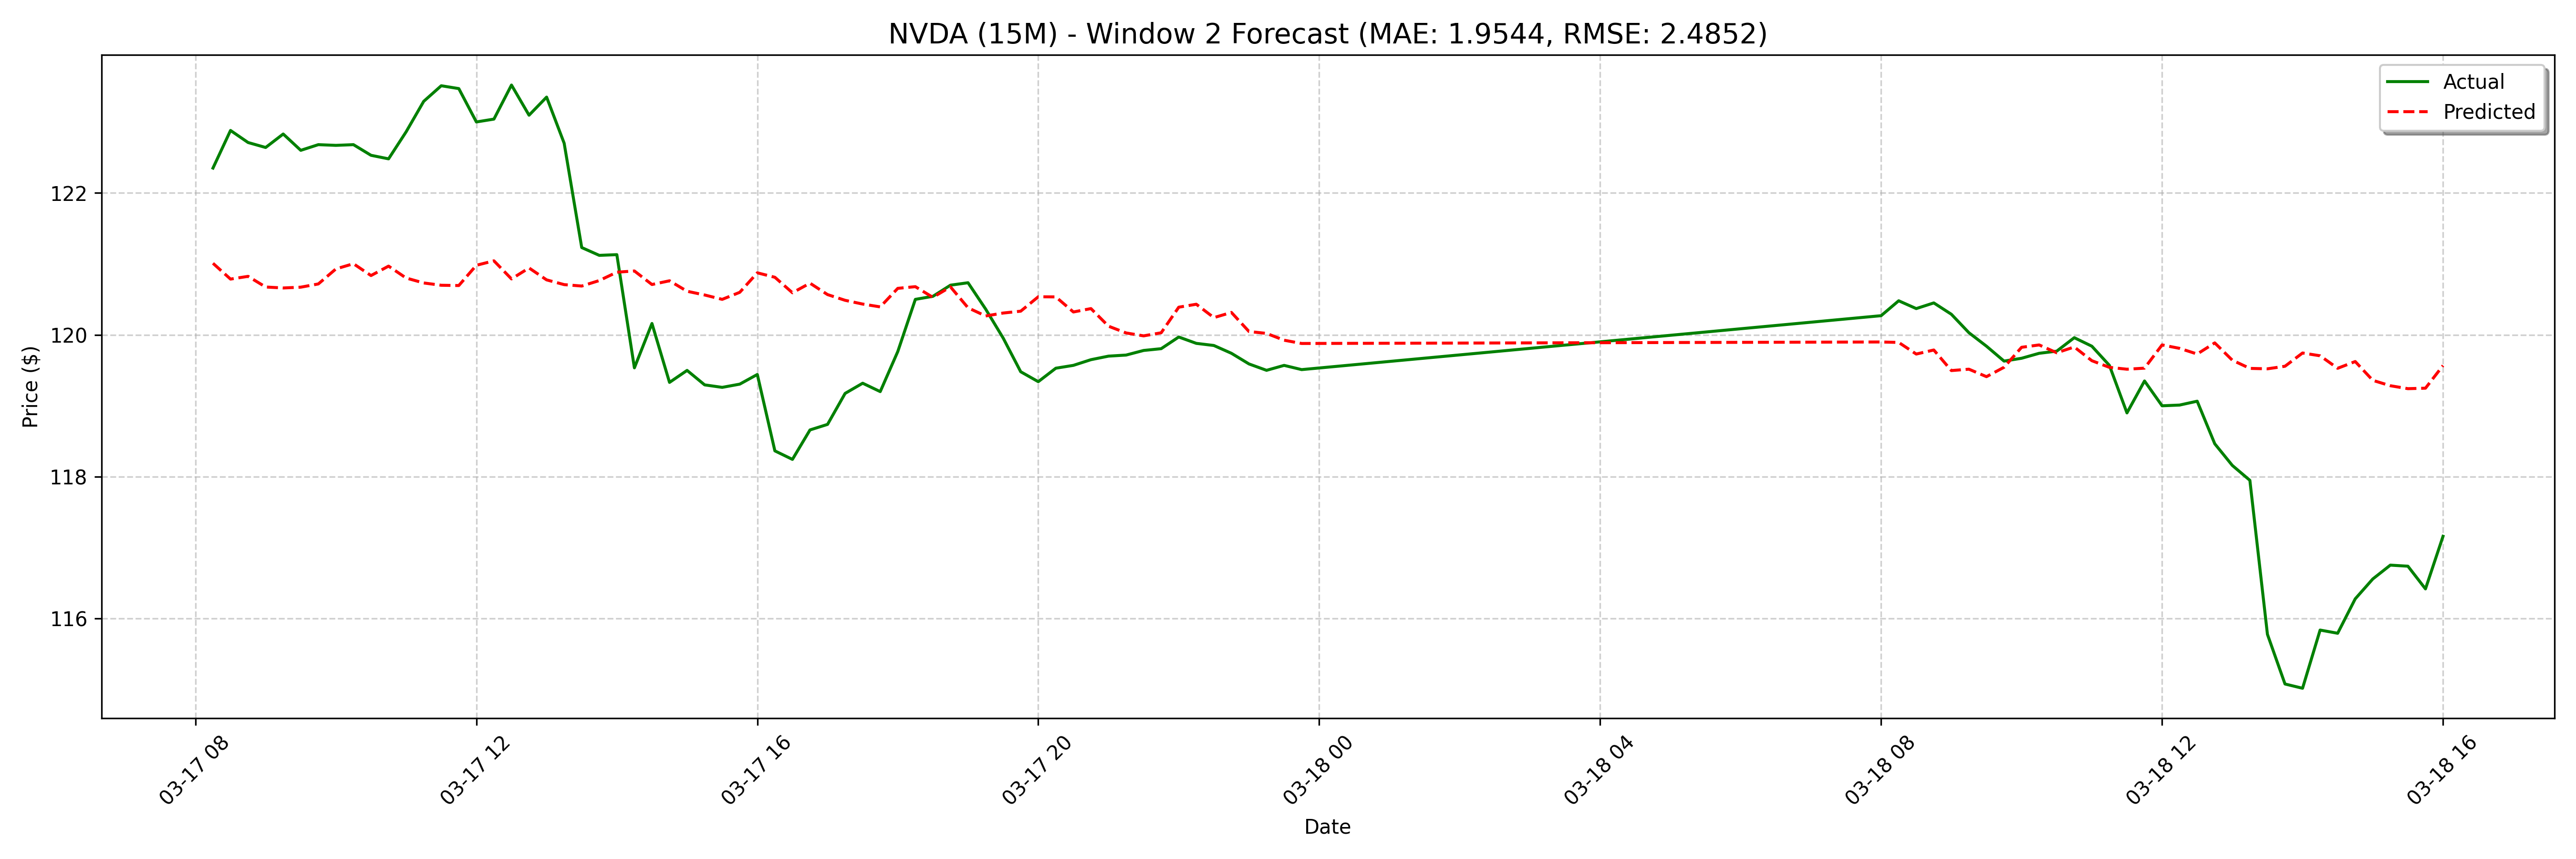 NVDA (15M) - Window 2 Forecast (MAE: 1.9544, RMSE: 2.4852)
Actual
Predicted
Price ($)
122
120
118
116
03-17 08
03-17 12
03-17 16
03-17 20
03-18 00
03-18 04
03-18 08
03-18 12
03-18 16
Date